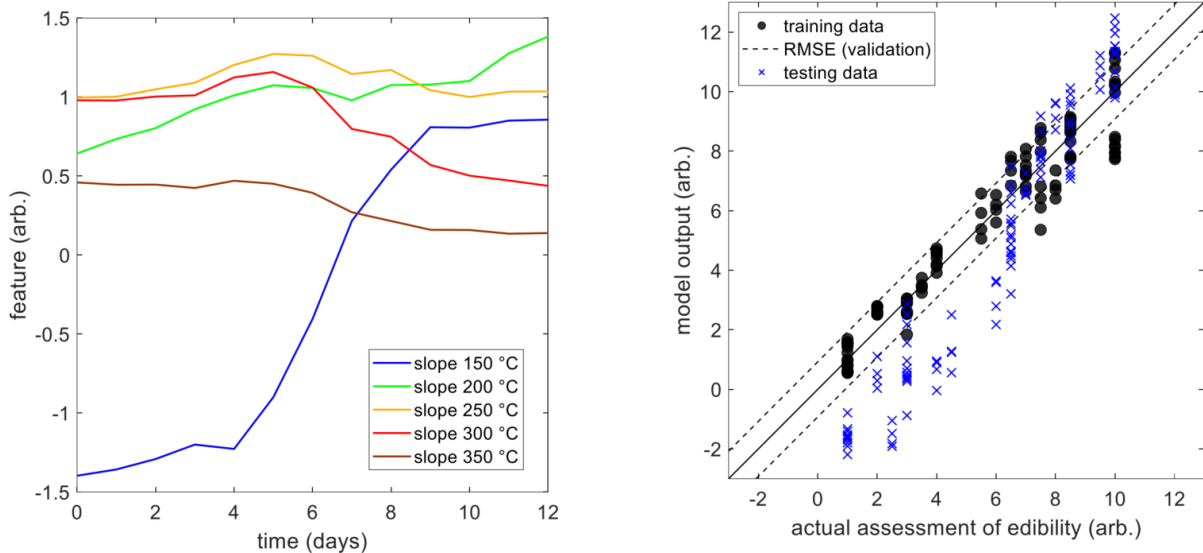 1.5
1
0.5
0
-0.5
-1
-1.5
feature (arb.)
slope 150 °C
slope 200 °C
slope 250 °C
slope 300 °C
slope 350 °C
0 2 4 6 8 10 12
time (days)
12
10
8
6
4
2
0
-2
model output (arb.)
training data
RMSE (validation)
testing data
-2 0 2 4 6 8 10 12
actual assessment of edibility (arb.)